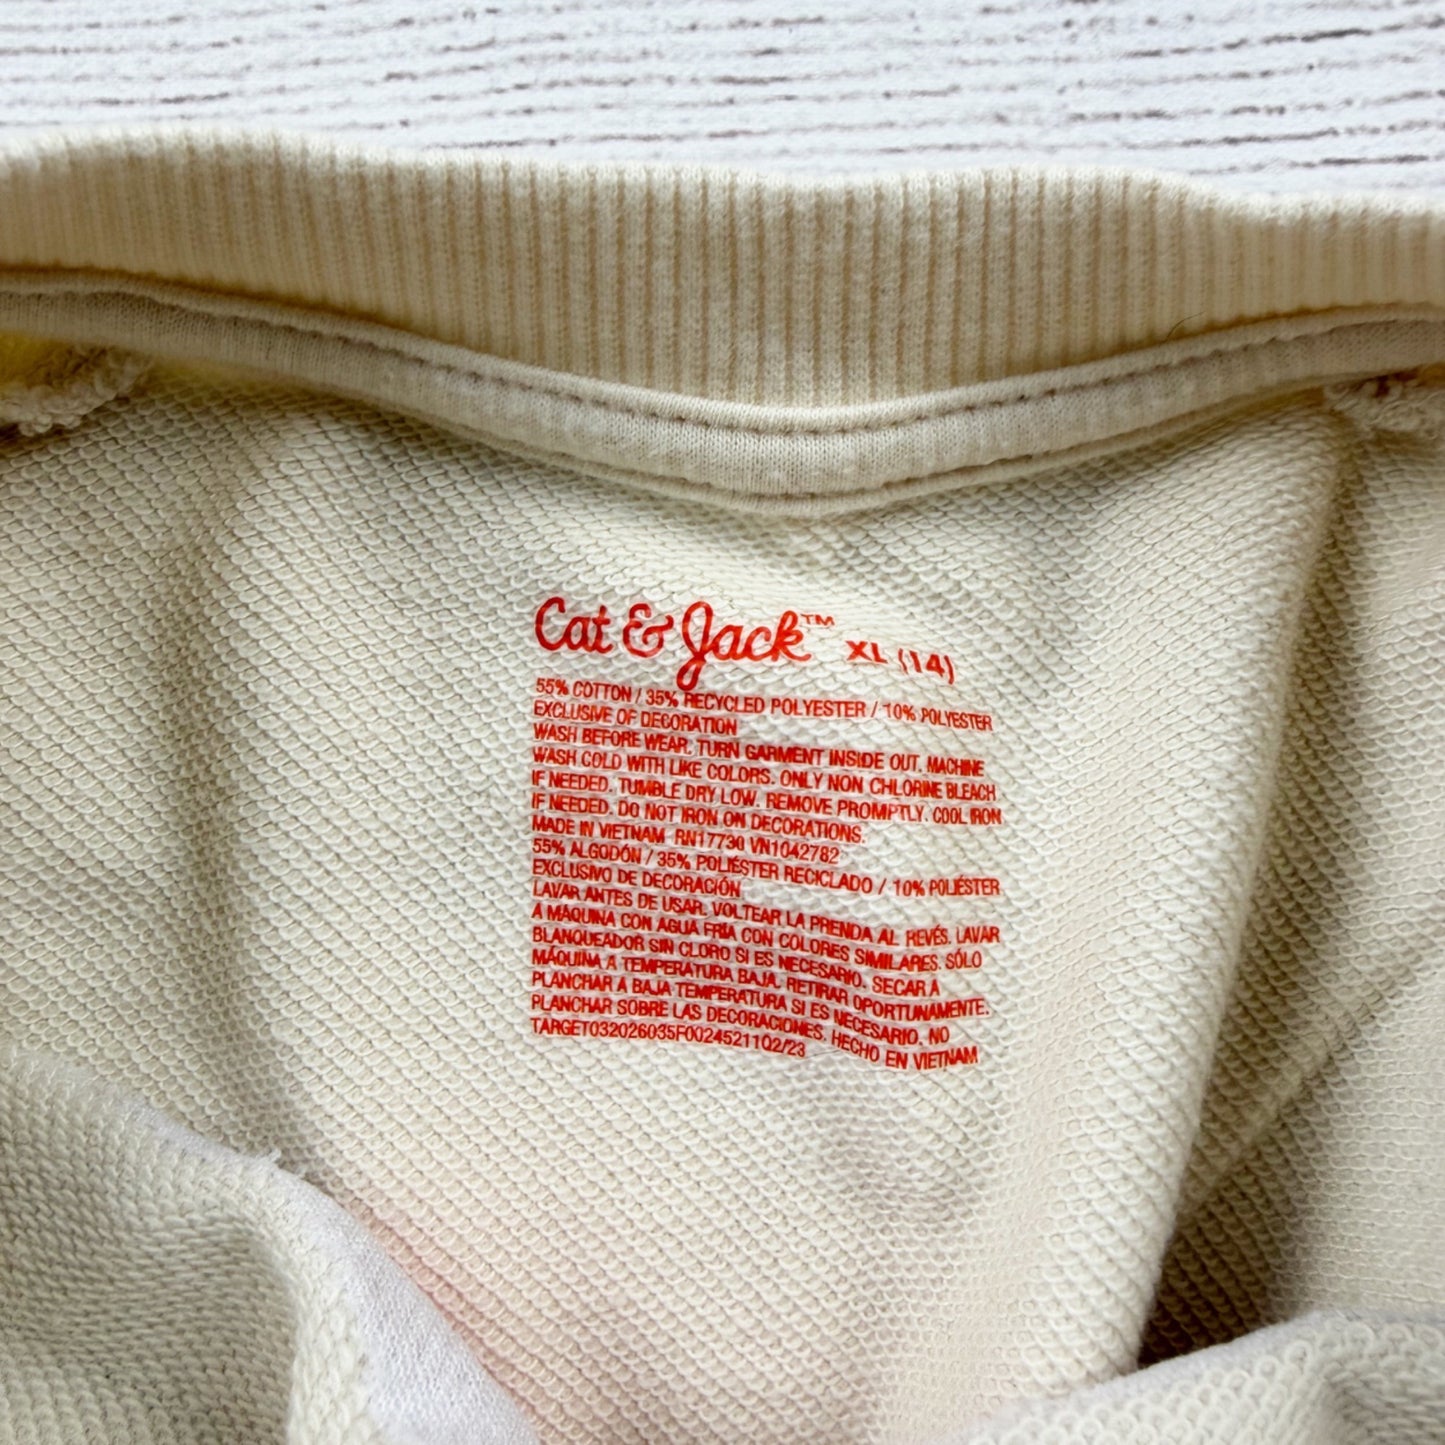 Cat & Jack™ XL (14)
55% COTTON / 35% RECYCLED POLYESTER / 10% POLYESTER
EXCLUSIVE OF DECORATION
WASH BEFORE WEAR. TURN GARMENT INSIDE OUT. MACHINE
WASH COLD WITH LIKE COLORS. ONLY NON CHLORINE BLEACH
IF NEEDED. TUMBLE DRY LOW. REMOVE PROMPTLY. COOL IRON
IF NEEDED. DO NOT IRON ON DECORATIONS.
MADE IN VIETNAM RN17730 VN1042782
55% ALGODÓN / 35% POLIÉSTER RECICLADO / 10% POLIÉSTER
EXCLUSIVO DE DECORACIÓN
LAVAR ANTES DE USAR. VOLTEAR LA PRENDA AL REVÉS. LAVAR
A MÁQUINA CON AGUA FRÍA CON COLORES SIMILARES. SÓLO
BLANQUEADOR SIN CLORO SI ES NECESARIO. SECAR A
MÁQUINA A TEMPERATURA BAJA. RETIRAR OPORTUNAMENTE.
PLANCHAR A BAJA TEMPERATURA SI ES NECESARIO. NO
PLANCHAR SOBRE LAS DECORACIONES. HECHO EN VIETNAM
TARGET032026035F0024521102/23